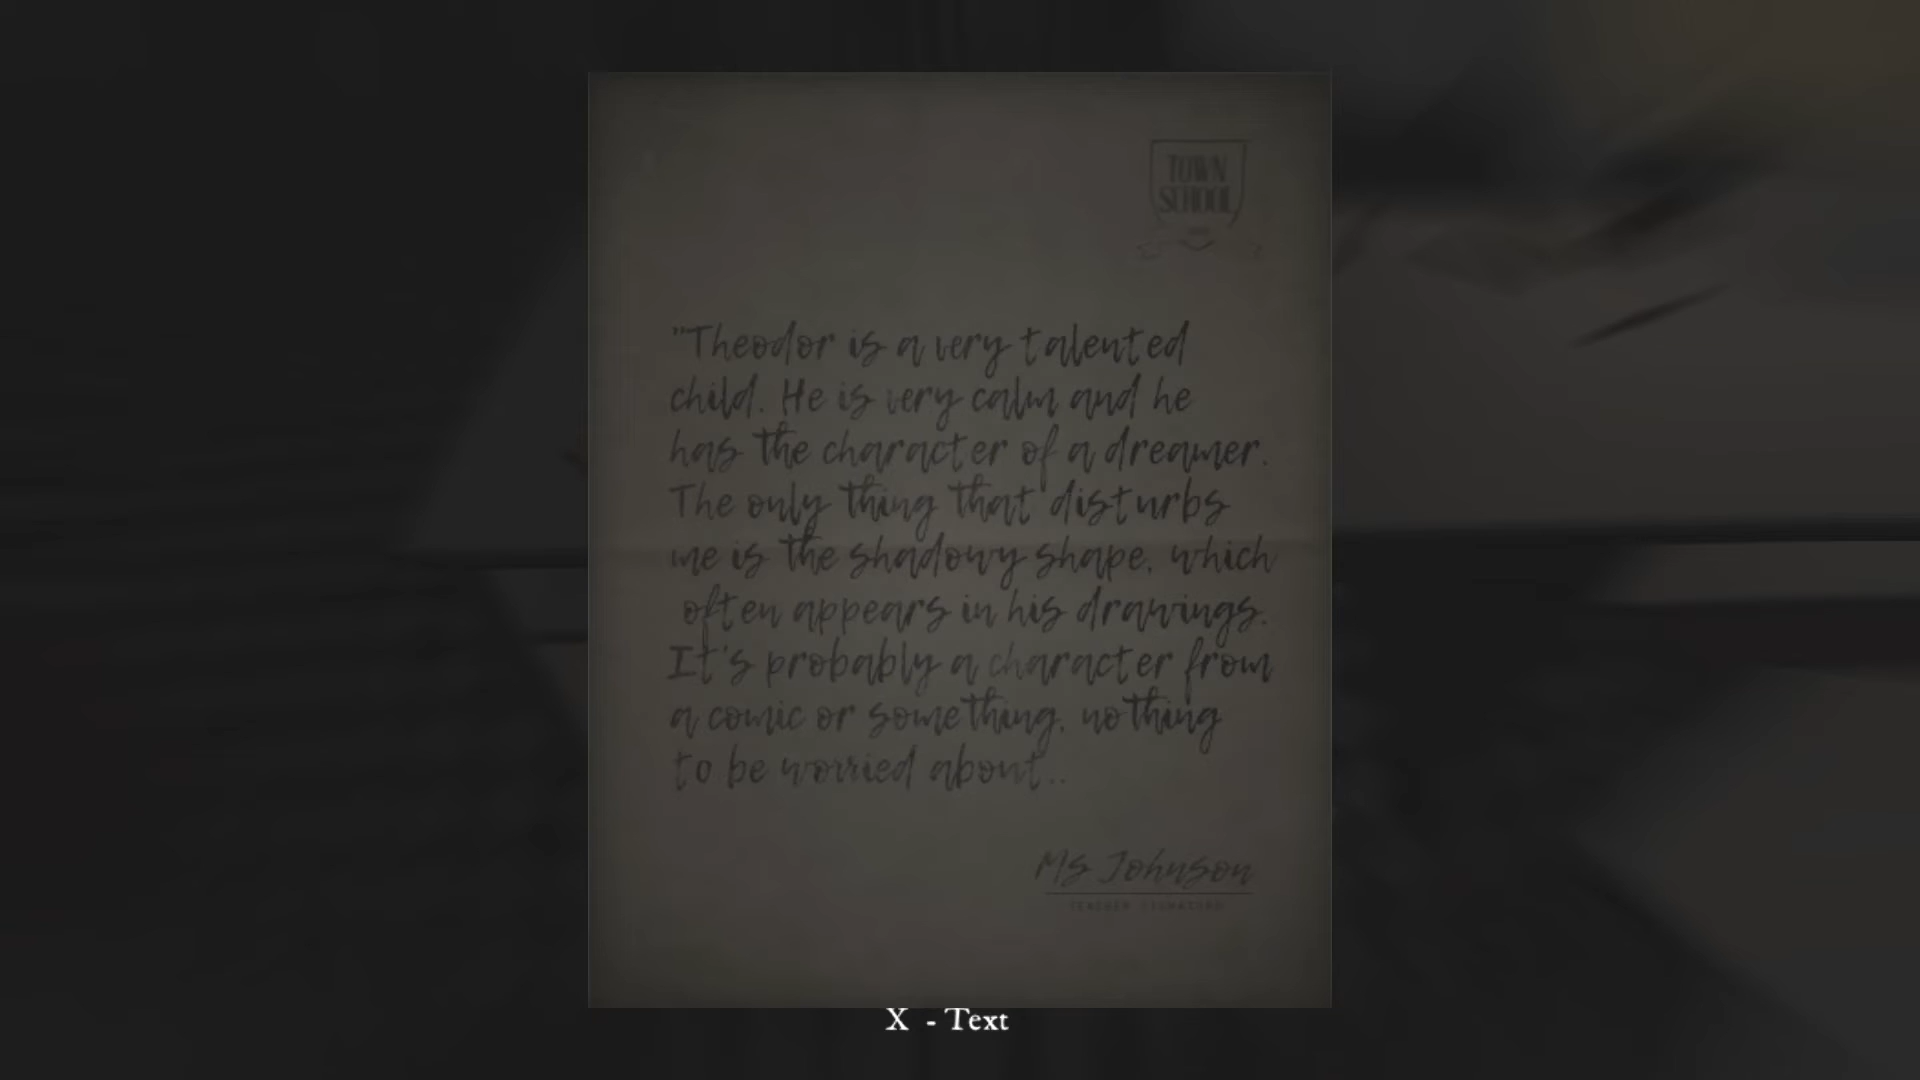 TOWN
SCHOOL
"Theodor is a very talented
child. He is very calm and he
has the character of a dreamer.
The only thing that disturbs
me is the shadowy shape, which
often appears in his drawings.
It's probably a character from
a comic or something, nothing
to be worried about..
Ms Johnson
TEACHER SIGNATURE
X - Text